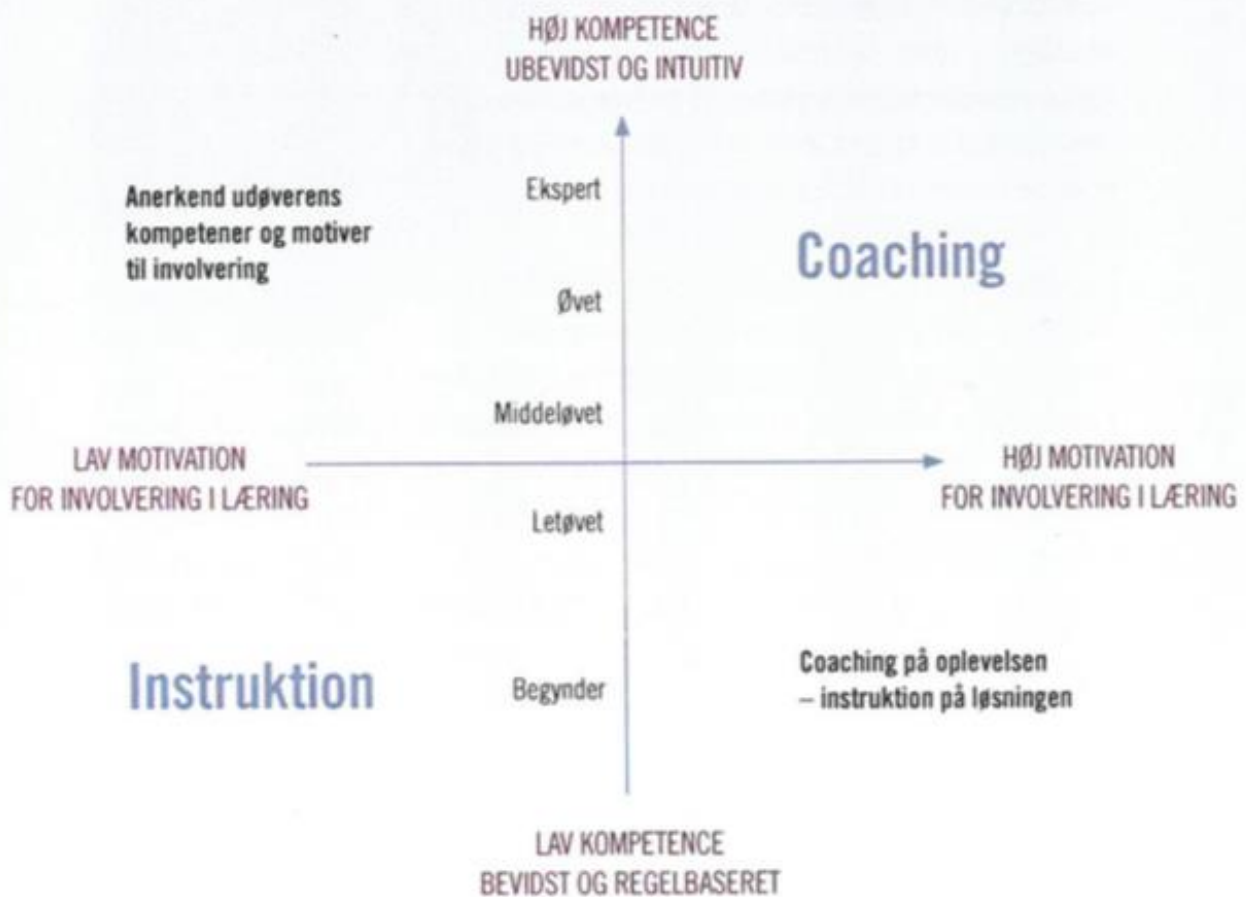 HØJ KOMPETENCE
UBEVIDST OG INTUITIV
Anerkend udøverens
kompetener og motiver
til involvering
Ekspert
Coaching
Øvet
Middeløvet
LAV MOTIVATION
FOR INVOLVERING I LÆRING
HØJ MOTIVATION
FOR INVOLVERING I LÆRING
Letøvet
Instruktion
Begynder
Coaching på oplevelsen
– instruktion på løsningen
LAV KOMPETENCE
BEVIDST OG REGELBASERET